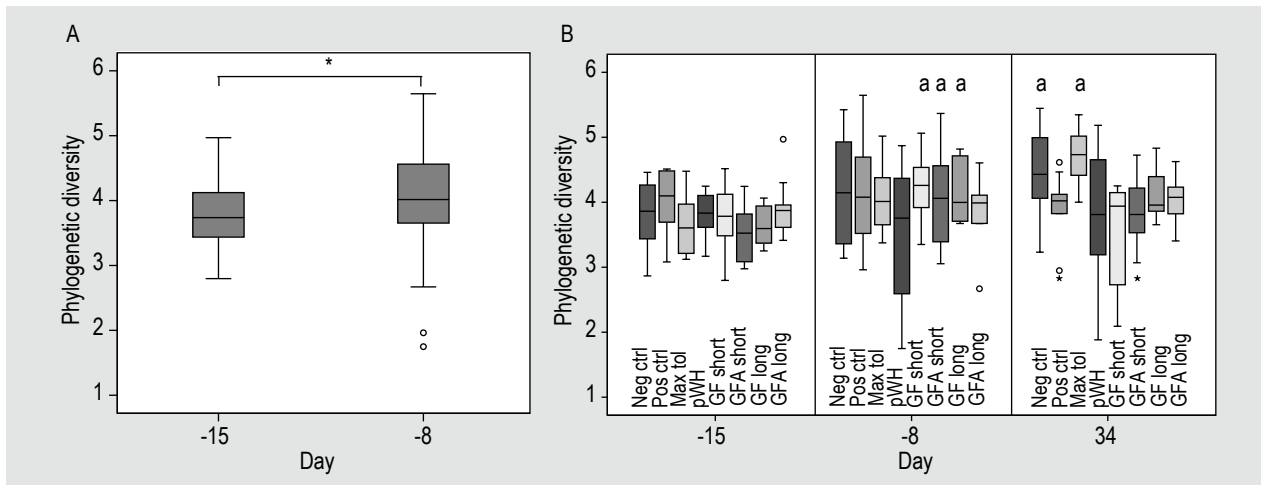 A
Phylogenetic diversity
6
5
4
3
2
1
*
-15
-8
Day
B
Phylogenetic diversity
6
5
4
3
2
1
a a a
a a
* *
Neg ctrl
Pos ctrl
Max tol
pWH
GF short
GFA short
GF long
GFA long
Neg ctrl
Pos ctrl
Max tol
pWH
GF short
GFA short
GF long
GFA long
Neg ctrl
Pos ctrl
Max tol
pWH
GF short
GFA short
GF long
GFA long
-15
-8
34
Day